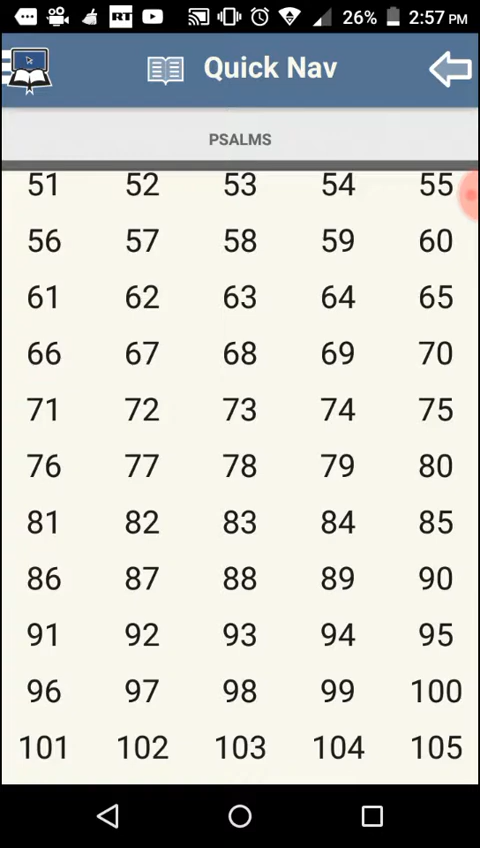 RT 26% 2:57 PM
Quick Nav
PSALMS
51 52 53 54 55
56 57 58 59 60
61 62 63 64 65
66 67 68 69 70
71 72 73 74 75
76 77 78 79 80
81 82 83 84 85
86 87 88 89 90
91 92 93 94 95
96 97 98 99 100
101 102 103 104 105